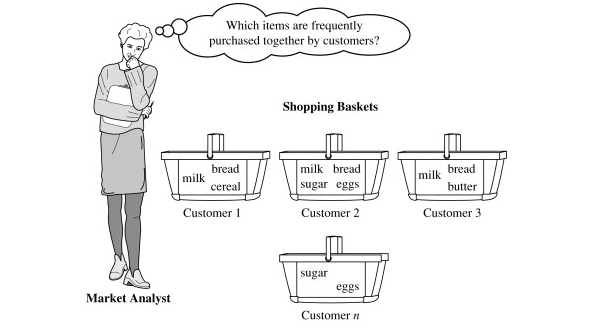 Which items are frequently
purchased together by customers?
Shopping Baskets
milk bread
cereal
Customer 1
milk bread
sugar eggs
Customer 2
milk bread
butter
Customer 3
sugar
eggs
Customer n
Market Analyst